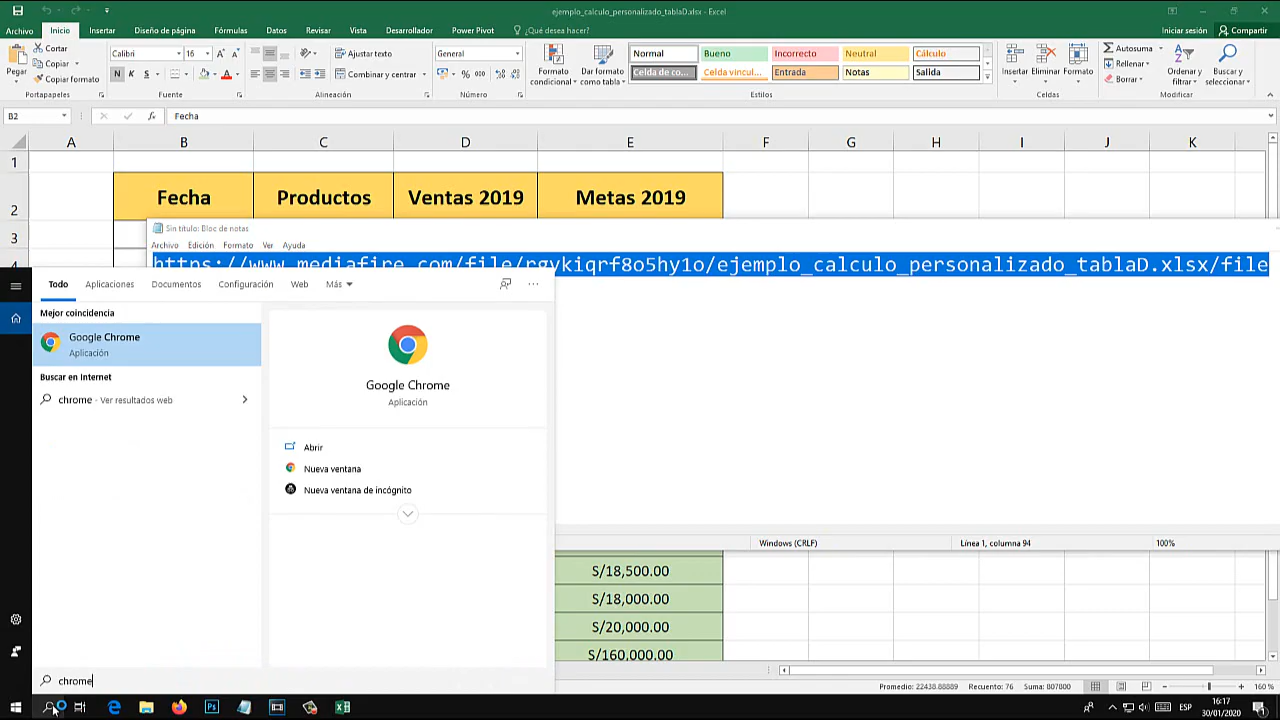 ejemplo_calculo_personalizado_tablaD.xlsx - Excel
Archivo Inicio Insertar Diseño de página Fórmulas Datos Revisar Vista Desarrollador Power Pivot ¿Qué desea hacer? Iniciar sesión Compartir
Pegar
Cortar
Copiar
Copiar formato
Portapapeles
Calibri 16
N K S
Fuente
Ajustar texto
Combinar y centrar
Alineación
General
% 000
Número
Formato condicional
Dar formato como tabla
Normal Bueno Incorrecto Neutral Cálculo
Celda de co... Celda vincul... Entrada Notas Salida
Estilos
Insertar Eliminar Formato
Celdas
Autosuma
Rellenar
Borrar
Ordenar y filtrar
Buscar y seleccionar
Modificar
B2 fx Fecha
A B C D E F G H I J K
1
2 Fecha Productos Ventas 2019 Metas 2019
3
4
Sin título: Bloc de notas
Archivo Edición Formato Ver Ayuda
https://www.mediafire.com/file/rgvkiqrf8o5hy1o/ejemplo_calculo_personalizado_tablaD.xlsx/file
Todo Aplicaciones Documentos Configuración Web Más
Mejor coincidencia
Google Chrome
Aplicación
Buscar en Internet
chrome - Ver resultados web
Google Chrome
Aplicación
Abrir
Nueva ventana
Nueva ventana de incógnito
Windows (CRLF) Línea 1, columna 94 100%
S/18,500.00
S/18,000.00
S/20,000.00
S/160,000.00
chrome
Promedio: 22438.88889 Recuento: 76 Suma: 807800 160 %
ESP
16:17
30/01/2020